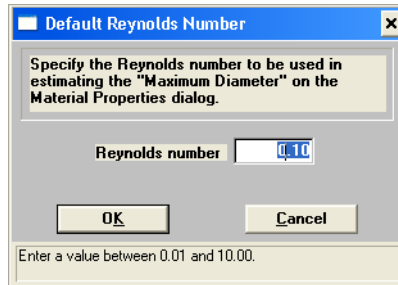 Default Reynolds Number
Specify the Reynolds number to be used in
estimating the "Maximum Diameter" on the
Material Properties dialog.
Reynolds number 0.10
OK Cancel
Enter a value between 0.01 and 10.00.